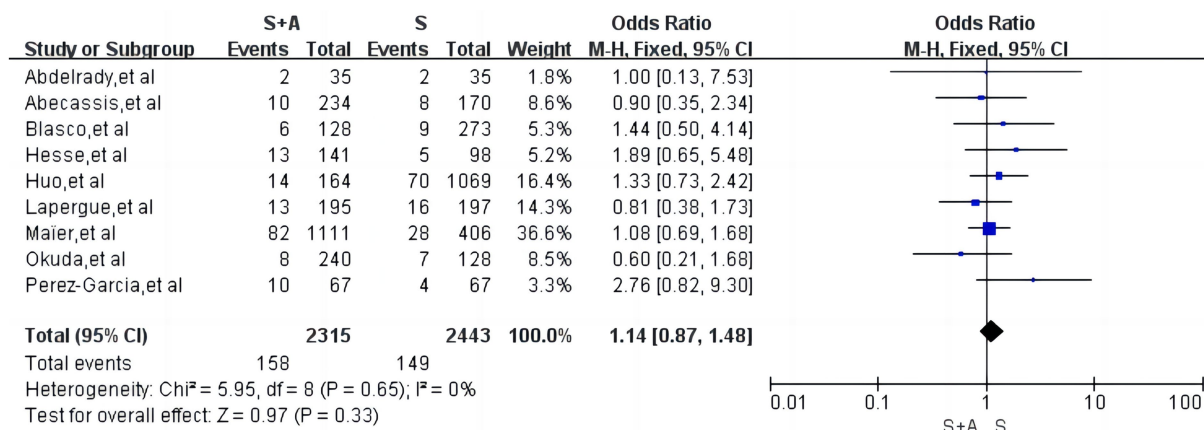 S+A S Odds Ratio Odds Ratio
Study or Subgroup Events Total Events Total Weight M-H, Fixed, 95% CI M-H, Fixed, 95% CI
Abdelrady,et al 2 35 2 35 1.8% 1.00 [0.13, 7.53]
Abecassis,et al 10 234 8 170 8.6% 0.90 [0.35, 2.34]
Blasco,et al 6 128 9 273 5.3% 1.44 [0.50, 4.14]
Hesse,et al 13 141 5 98 5.2% 1.89 [0.65, 5.48]
Huo,et al 14 164 70 1069 16.4% 1.33 [0.73, 2.42]
Lapergue,et al 13 195 16 197 14.3% 0.81 [0.38, 1.73]
Maïer,et al 82 1111 28 406 36.6% 1.08 [0.69, 1.68]
Okuda,et al 8 240 7 128 8.5% 0.60 [0.21, 1.68]
Perez-Garcia,et al 10 67 4 67 3.3% 2.76 [0.82, 9.30]
Total (95% CI) 2315 2443 100.0% 1.14 [0.87, 1.48]
Total events 158 149
Heterogeneity: Chi² = 5.95, df = 8 (P = 0.65); I² = 0%
Test for overall effect: Z = 0.97 (P = 0.33)
0.01 0.1 1 10 100
S+A S